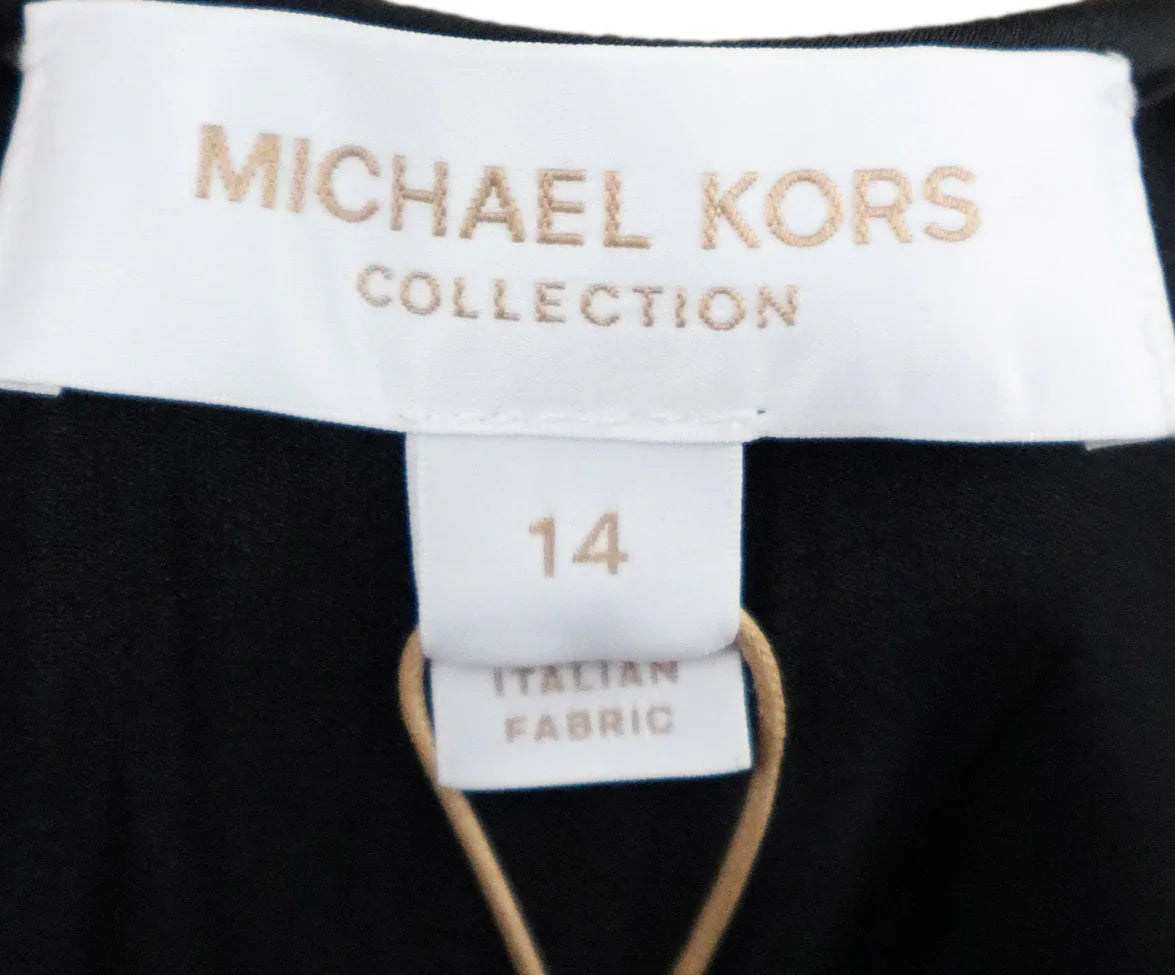 MICHAEL KORS
COLLECTION
14
ITALIAN
FABRIC